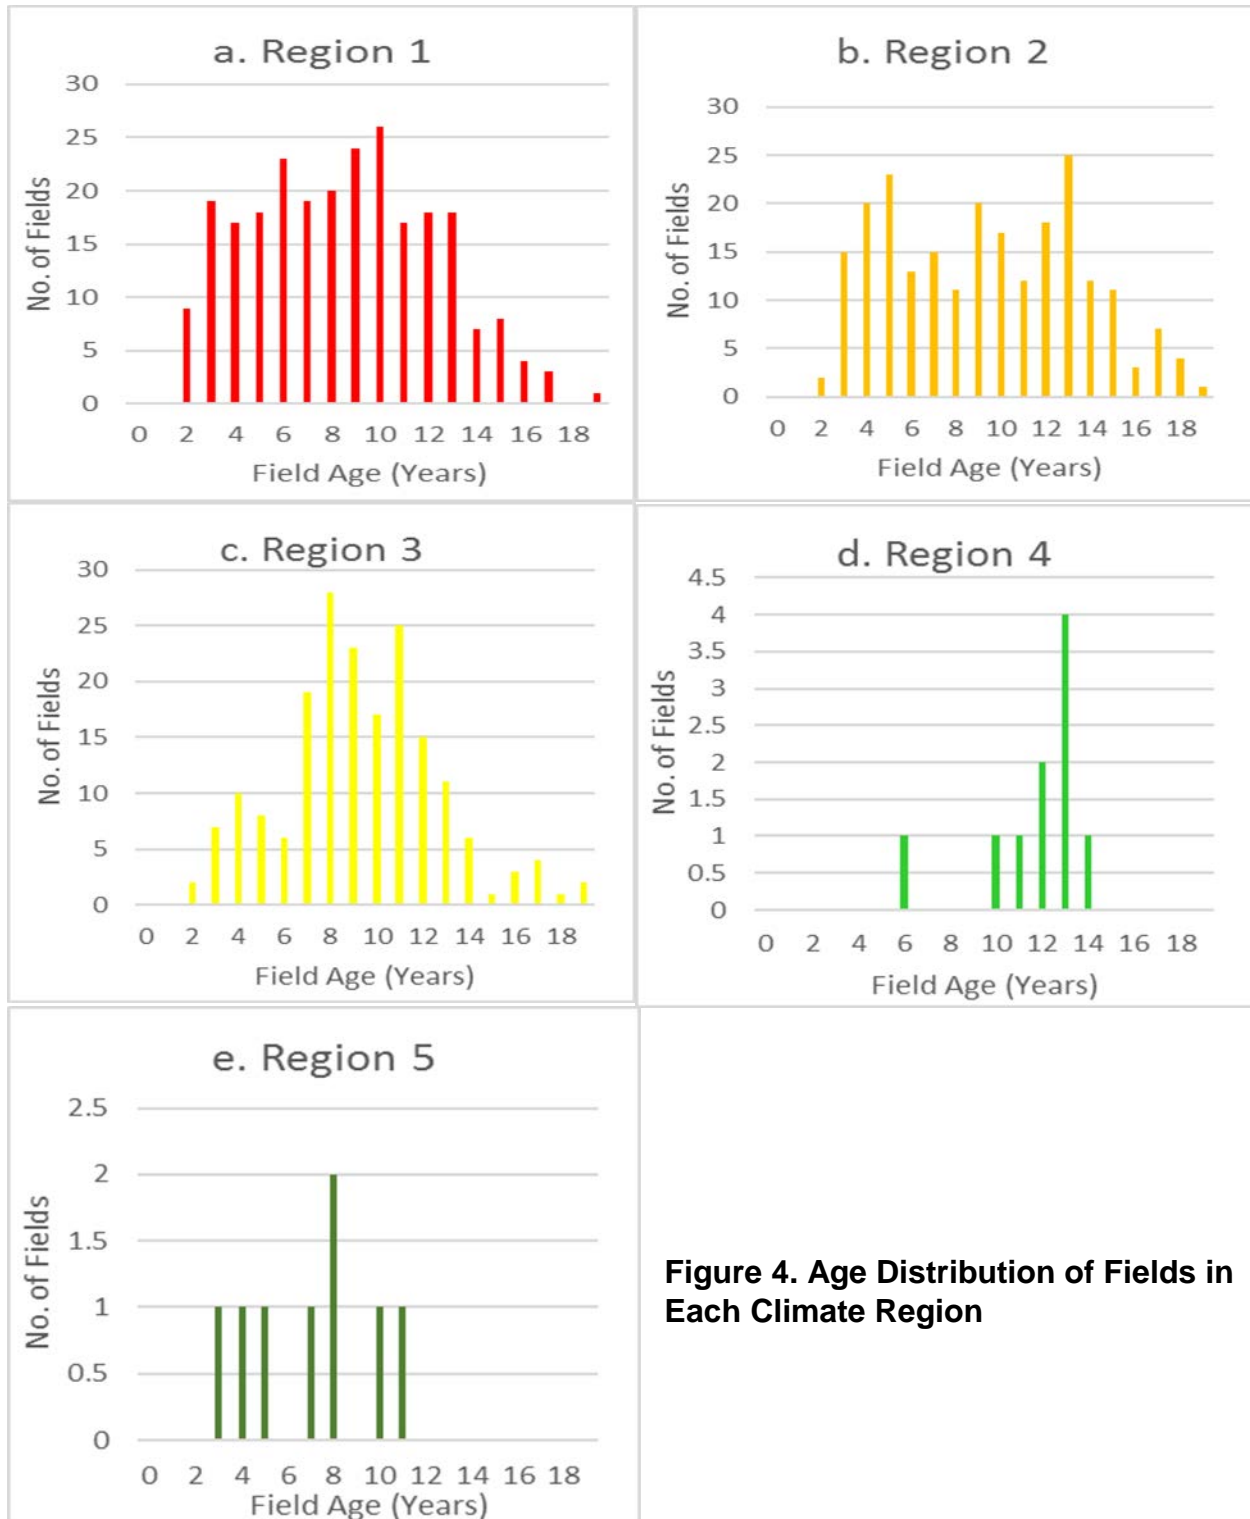 a. Region 1
30
25
20
15
10
5
0
No. of Fields
0 2 4 6 8 10 12 14 16 18
Field Age (Years)
b. Region 2
30
25
20
15
10
5
0
No. of Fields
0 2 4 6 8 10 12 14 16 18
Field Age (Years)
c. Region 3
30
25
20
15
10
5
0
No. of Fields
0 2 4 6 8 10 12 14 16 18
Field Age (Years)
d. Region 4
4.5
4
3.5
3
2.5
2
1.5
1
0.5
0
No. of Fields
0 2 4 6 8 10 12 14 16 18
Field Age (Years)
e. Region 5
2.5
2
1.5
1
0.5
0
No. of Fields
0 2 4 6 8 10 12 14 16 18
Field Age (Years)
Figure 4. Age Distribution of Fields in
Each Climate Region